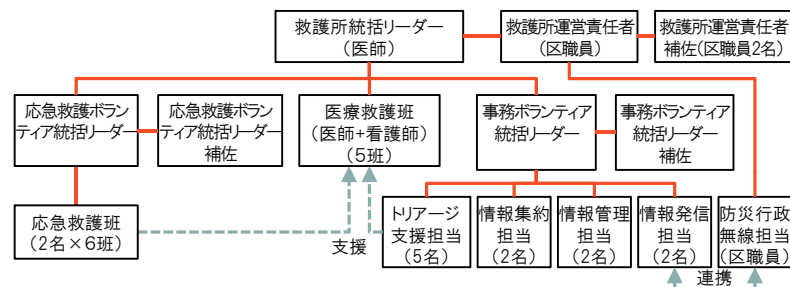 救護所統括リーダー
（医師）
救護所運営責任者
（区職員）
救護所運営責任者
補佐（区職員2名）
応急救護ボラン
ティア統括リーダー
応急救護ボラン
ティア統括リーダー
補佐
医療救護班
（医師+看護師）
（5班）
事務ボランティア
統括リーダー
事務ボランティア
統括リーダー
補佐
応急救護班
（2名×6班）
支援
トリアージ
支援担当
（5名）
情報集約
担当
（2名）
情報管理
担当
（2名）
情報発信
担当
（2名）
防災行政
無線担当
（区職員）
連携